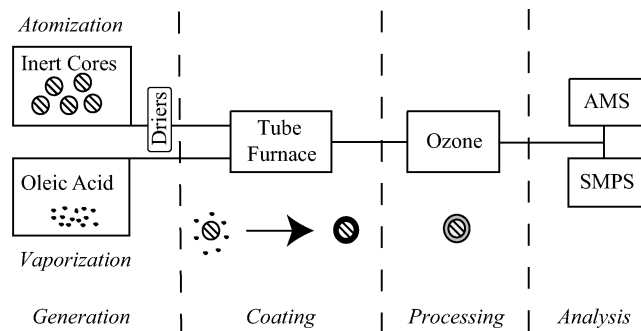 Atomization
Inert Cores
Driers
Tube
Furnace
Ozone
AMS
SMPS
Oleic Acid
Vaporization
Generation
Coating
Processing
Analysis